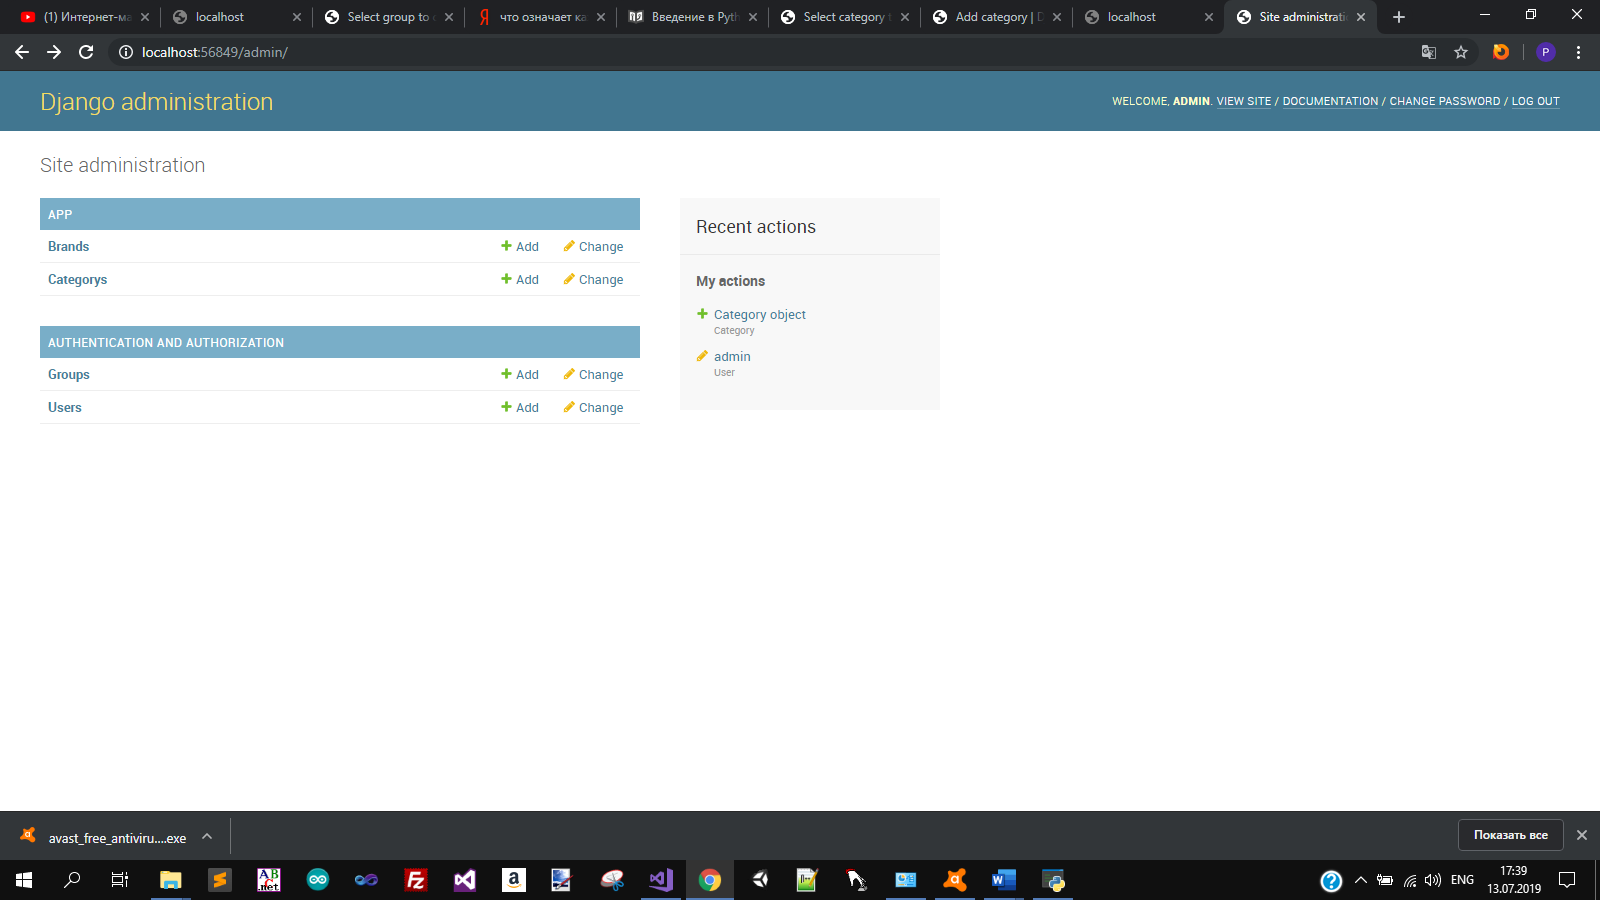 (1) Интернет-ма
localhost
Select group to c
что означает ка
Введение в Pyth
Select category t
Add category | D
localhost
Site administrati
localhost:56849/admin/
P
Django administration
WELCOME, ADMIN. VIEW SITE / DOCUMENTATION / CHANGE PASSWORD / LOG OUT
Site administration
APP
Brands Add Change
Categorys Add Change
AUTHENTICATION AND AUTHORIZATION
Groups Add Change
Users Add Change
Recent actions
My actions
Category object
Category
admin
User
avast_free_antiviru....exe
Показать все
ENG
17:39
13.07.2019